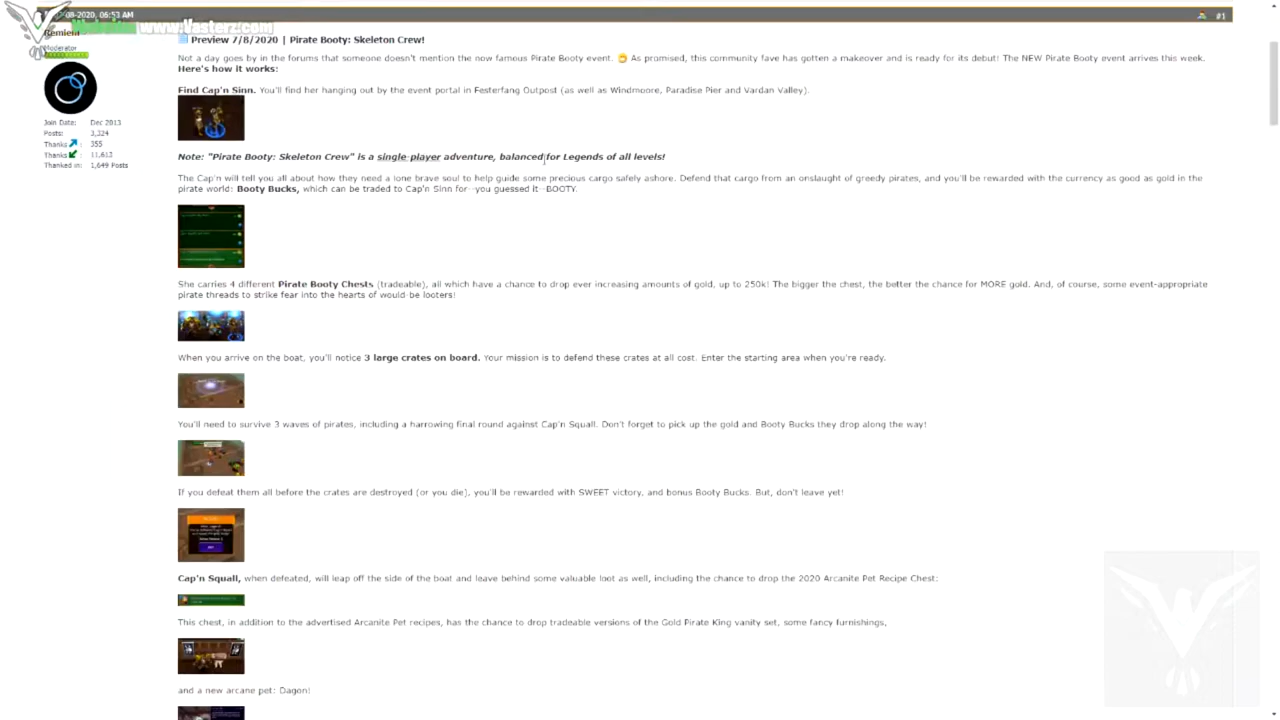 -08-2020, 06:53 AM
#1
www.Vasterz.com
Remiem
Moderator
Join Date: Dec 2013
Posts: 3,324
Thanks: 355
Thanks: 11,613
Thanked in: 1,649 Posts
Preview 7/8/2020 | Pirate Booty: Skeleton Crew!
Not a day goes by in the forums that someone doesn't mention the now famous Pirate Booty event. As promised, this community fave has gotten a makeover and is ready for its debut! The NEW Pirate Booty event arrives this week.
Here's how it works:
Find Cap'n Sinn. You'll find her hanging out by the event portal in Festerfang Outpost (as well as Windmoore, Paradise Pier and Vardan Valley).
Note: "Pirate Booty: Skeleton Crew" is a single-player adventure, balanced for Legends of all levels!
The Cap'n will tell you all about how they need a lone brave soul to help guide some precious cargo safely ashore. Defend that cargo from an onslaught of greedy pirates, and you'll be rewarded with the currency as good as gold in the
pirate world: Booty Bucks, which can be traded to Cap'n Sinn for--you guessed it--BOOTY.
She carries 4 different Pirate Booty Chests (tradeable), all which have a chance to drop ever increasing amounts of gold, up to 250k! The bigger the chest, the better the chance for MORE gold. And, of course, some event-appropriate
pirate threads to strike fear into the hearts of would-be looters!
When you arrive on the boat, you'll notice 3 large crates on board. Your mission is to defend these crates at all cost. Enter the starting area when you're ready.
You'll need to survive 3 waves of pirates, including a harrowing final round against Cap'n Squall. Don't forget to pick up the gold and Booty Bucks they drop along the way!
If you defeat them all before the crates are destroyed (or you die), you'll be rewarded with SWEET victory, and bonus Booty Bucks. But, don't leave yet!
Cap'n Squall, when defeated, will leap off the side of the boat and leave behind some valuable loot as well, including the chance to drop the 2020 Arcanite Pet Recipe Chest:
This chest, in addition to the advertised Arcanite Pet recipes, has the chance to drop tradeable versions of the Gold Pirate King vanity set, some fancy furnishings,
and a new arcane pet: Dagon!